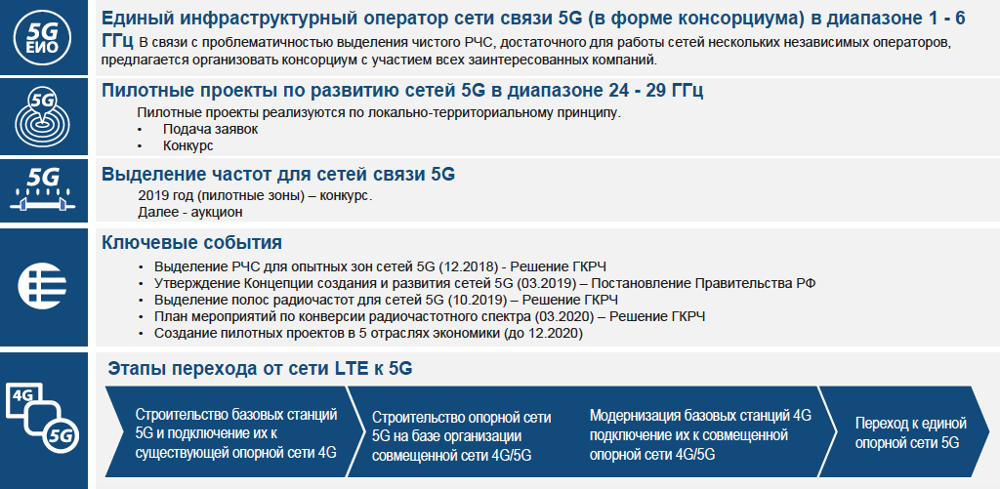 5G
ЕИО
Единый инфраструктурный оператор сети связи 5G (в форме консорциума) в диапазоне 1 - 6
ГГц В связи с проблематичностью выделения чистого РЧС, достаточного для работы сетей нескольких независимых операторов,
предлагается организовать консорциум с участием всех заинтересованных компаний.
5G
Пилотные проекты по развитию сетей 5G в диапазоне 24 - 29 ГГц
Пилотные проекты реализуются по локально-территориальному принципу.
• Подача заявок
• Конкурс
5G
Выделение частот для сетей связи 5G
2019 год (пилотные зоны) – конкурс.
Далее - аукцион
Ключевые события
• Выделение РЧС для опытных зон сетей 5G (12.2018) - Решение ГКРЧ
• Утверждение Концепции создания и развития сетей 5G (03.2019) – Постановление Правительства РФ
• Выделение полос радиочастот для сетей 5G (10.2019) – Решение ГКРЧ
• План мероприятий по конверсии радиочастотного спектра (03.2020) – Решение ГКРЧ
• Создание пилотных проектов в 5 отраслях экономики (до 12.2020)
4G
5G
Этапы перехода от сети LTE к 5G
Строительство базовых станций
5G и подключение их к
существующей опорной сети 4G
Строительство опорной сети
5G на базе организации
совмещенной сети 4G/5G
Модернизация базовых станций 4G
подключение их к совмещенной
опорной сети 4G/5G
Переход к единой
опорной сети 5G